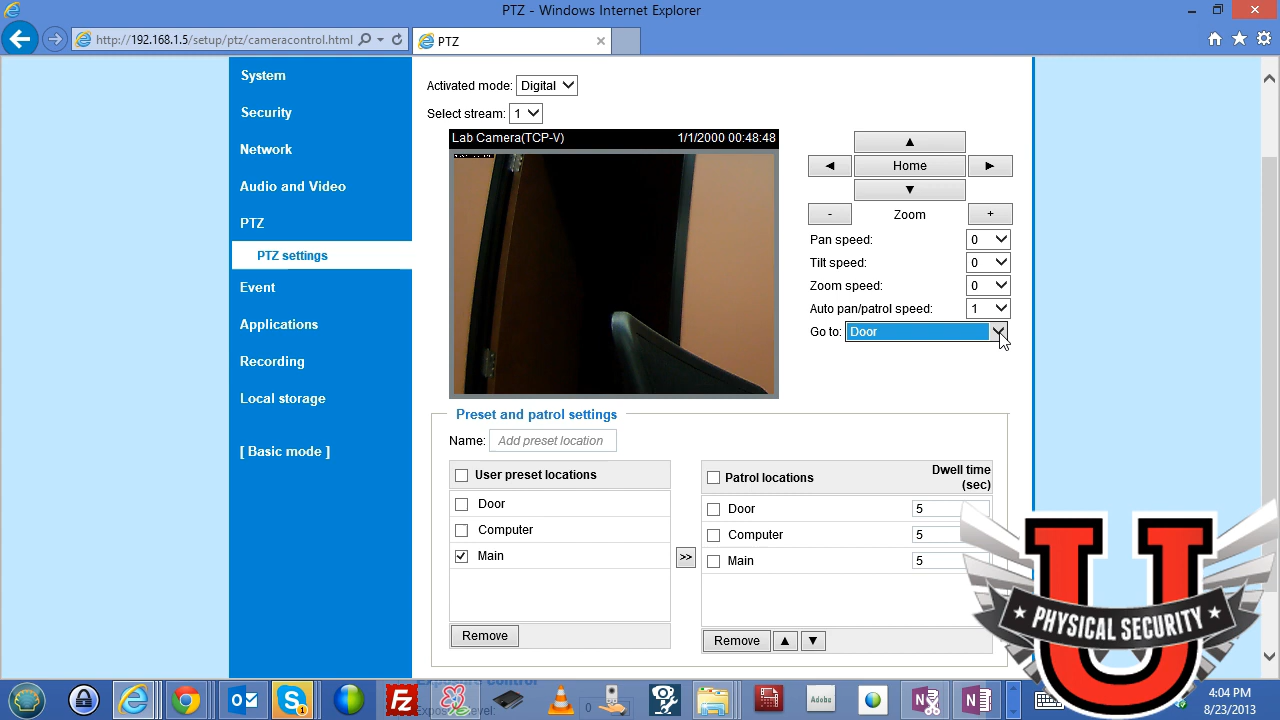 PTZ - Windows Internet Explorer
http://192.168.1.5/setup/ptz/cameracontrol.html
PTZ
System
Security
Network
Audio and Video
PTZ
PTZ settings
Event
Applications
Recording
Local storage
[ Basic mode ]
Activated mode: Digital
Select stream: 1
Lab Camera(TCP-V) 1/1/2000 00:48:48
Home
- Zoom +
Pan speed: 0
Tilt speed: 0
Zoom speed: 0
Auto pan/patrol speed: 1
Go to: Door
Preset and patrol settings
Name: Add preset location
User preset locations
Door
Computer
Main
Remove
>>
Patrol locations Dwell time (sec)
Door 5
Computer 5
Main 5
Remove
U
PHYSICAL SECURITY
Adobe
4:04 PM
8/23/2013